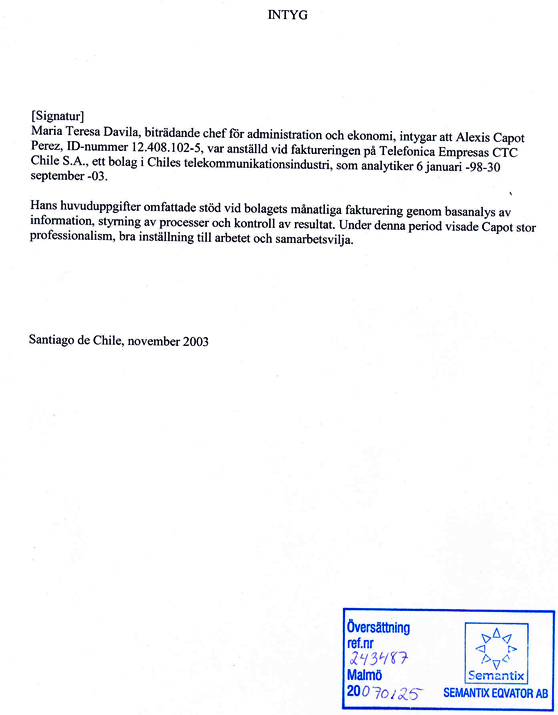 INTYG
[Signatur]
Maria Teresa Davila, biträdande chef för administration och ekonomi, intygar att Alexis Capot
Perez, ID-nummer 12.408.102-5, var anställd vid faktureringen på Telefonica Empresas CTC
Chile S.A., ett bolag i Chiles telekommunikationsindustri, som analytiker 6 januari -98-30
september -03.
Hans huvuduppgifter omfattade stöd vid bolagets månatliga fakturering genom basanalys av
information, styrning av processer och kontroll av resultat. Under denna period visade Capot stor
professionalism, bra inställning till arbetet och samarbetsvilja.
Santiago de Chile, november 2003
Översättning
ref.nr
243487
Malmö
20070125
Semantix
SEMANTIX EQVATOR AB